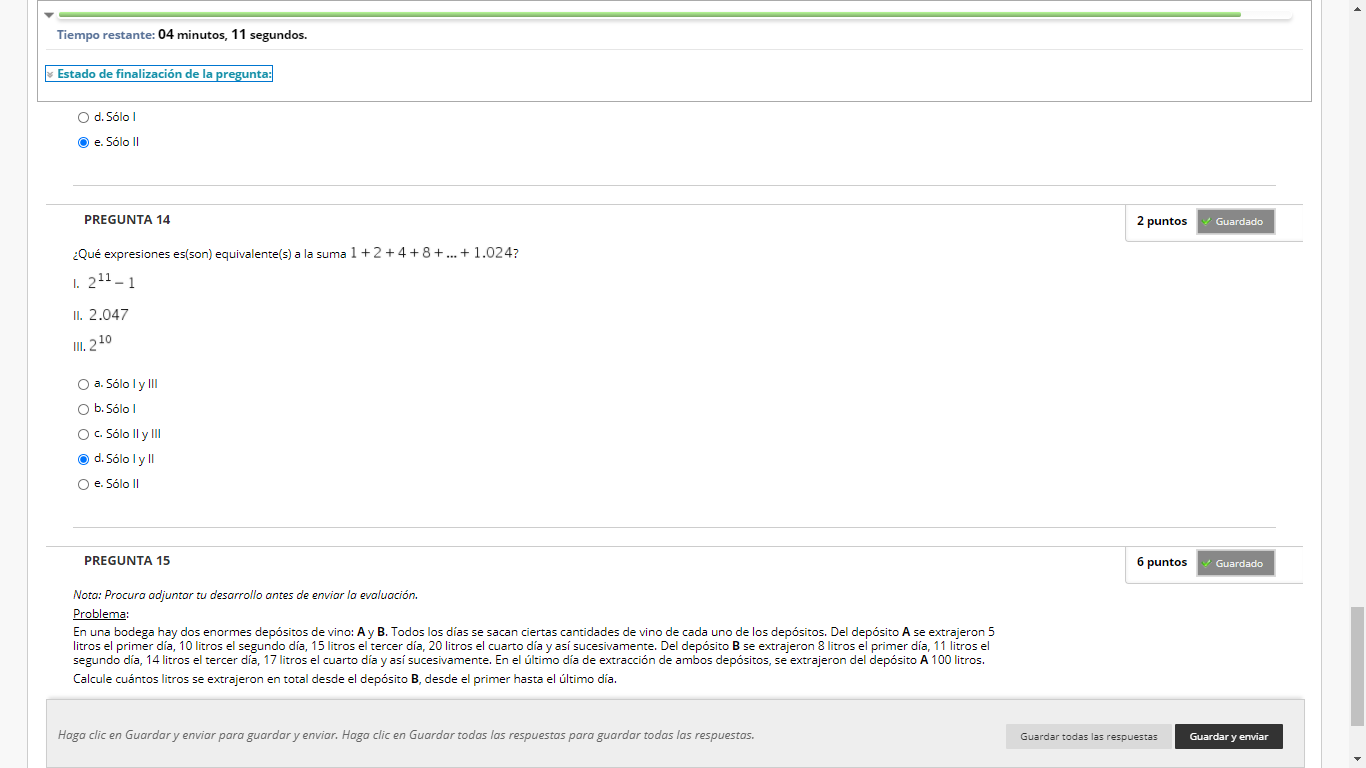 Tiempo restante: 04 minutos, 11 segundos.
Estado de finalización de la pregunta:
d. Sólo I
e. Sólo II
PREGUNTA 14
2 puntos
Guardado
¿Qué expresiones es(son) equivalente(s) a la suma 1 + 2 + 4 + 8 + ... + 1.024?
I. 2^11 − 1
II. 2.047
III. 2^10
a. Sólo I y III
b. Sólo I
c. Sólo II y III
d. Sólo I y II
e. Sólo II
PREGUNTA 15
6 puntos
Guardado
Nota: Procura adjuntar tu desarrollo antes de enviar la evaluación.
Problema:
En una bodega hay dos enormes depósitos de vino: A y B. Todos los días se sacan ciertas cantidades de vino de cada uno de los depósitos. Del depósito A se extrajeron 5
litros el primer día, 10 litros el segundo día, 15 litros el tercer día, 20 litros el cuarto día y así sucesivamente. Del depósito B se extrajeron 8 litros el primer día, 11 litros el
segundo día, 14 litros el tercer día, 17 litros el cuarto día y así sucesivamente. En el último día de extracción de ambos depósitos, se extrajeron del depósito A 100 litros.
Calcule cuántos litros se extrajeron en total desde el depósito B, desde el primer hasta el último día.
Haga clic en Guardar y enviar para guardar y enviar. Haga clic en Guardar todas las respuestas para guardar todas las respuestas.
Guardar todas las respuestas
Guardar y enviar